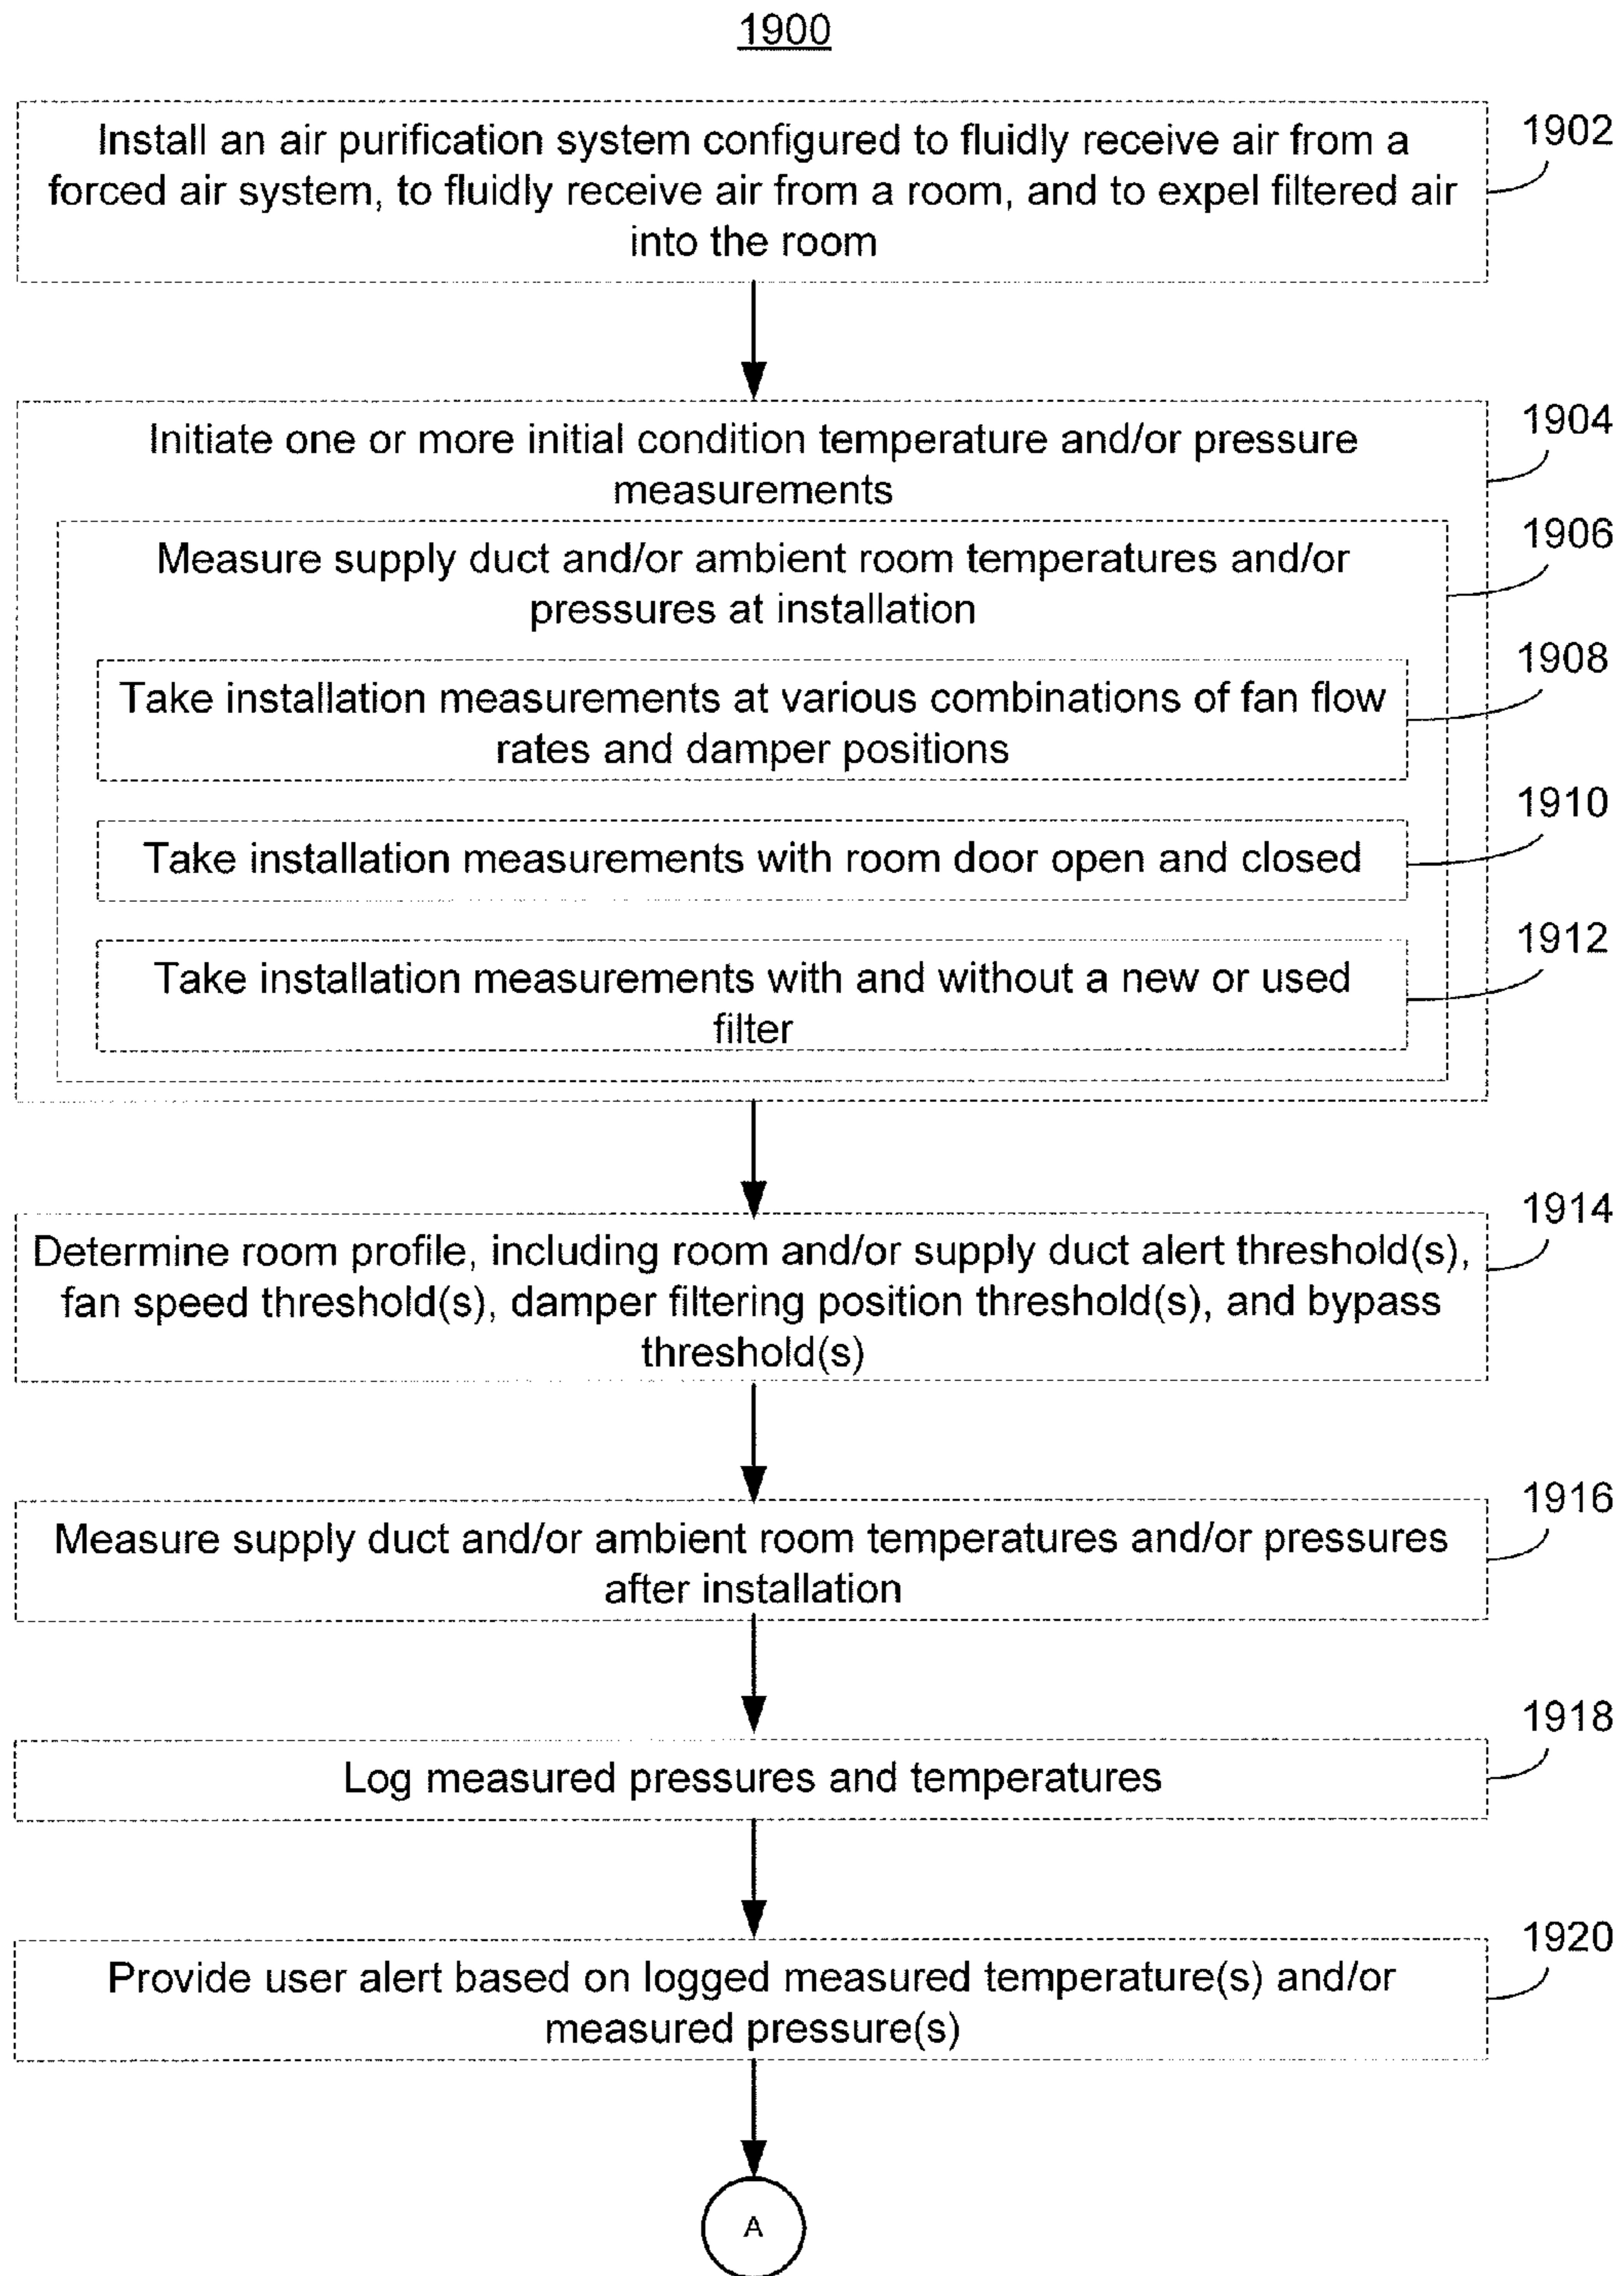 1900
Install an air purification system configured to fluidly receive air from a
forced air system, to fluidly receive air from a room, and to expel filtered air
into the room
1902
Initiate one or more initial condition temperature and/or pressure
measurements
1904
Measure supply duct and/or ambient room temperatures and/or
pressures at installation
1906
Take installation measurements at various combinations of fan flow
rates and damper positions
1908
Take installation measurements with room door open and closed
1910
Take installation measurements with and without a new or used
filter
1912
Determine room profile, including room and/or supply duct alert threshold(s),
fan speed threshold(s), damper filtering position threshold(s), and bypass
threshold(s)
1914
Measure supply duct and/or ambient room temperatures and/or pressures
after installation
1916
Log measured pressures and temperatures
1918
Provide user alert based on logged measured temperature(s) and/or
measured pressure(s)
1920
A